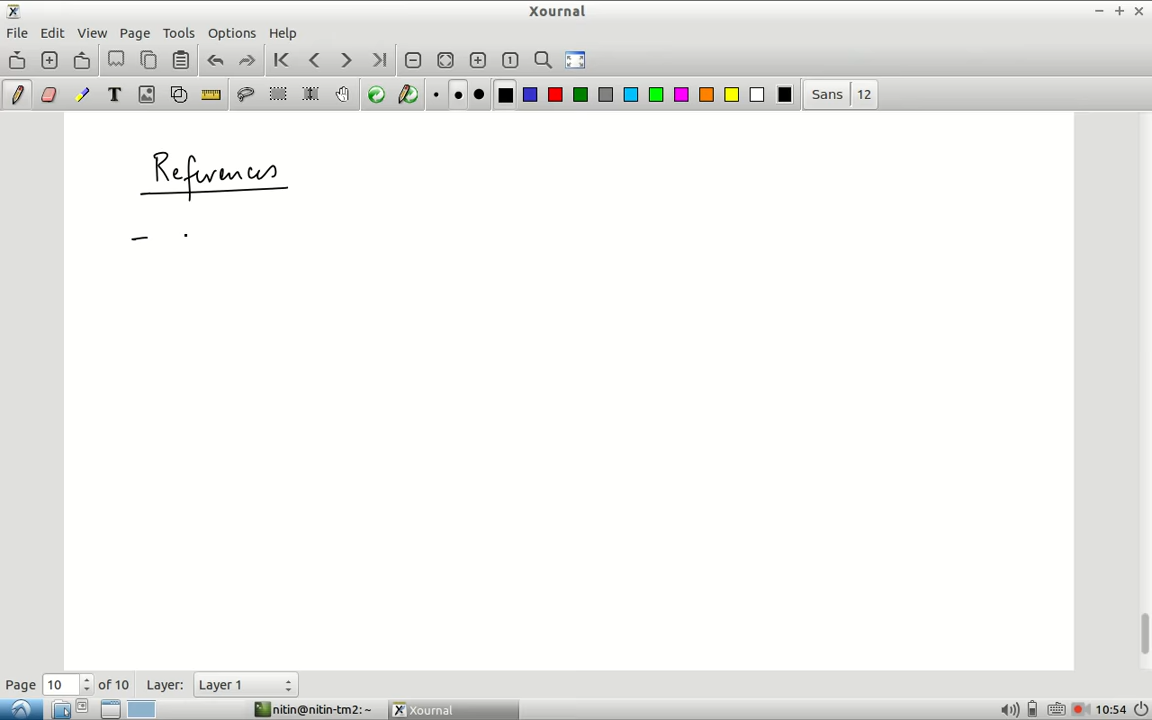 Xournal
File Edit View Page Tools Options Help
Sans 12
References
-
Page 10 of 10 Layer: Layer 1
nitin@nitin-tm2: ~ Xournal 10:54